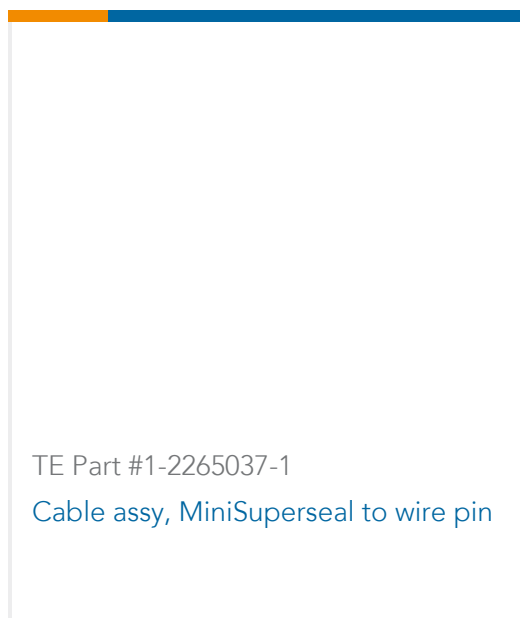 TE Part #1-2265037-1
Cable assy, MiniSuperseal to wire pin